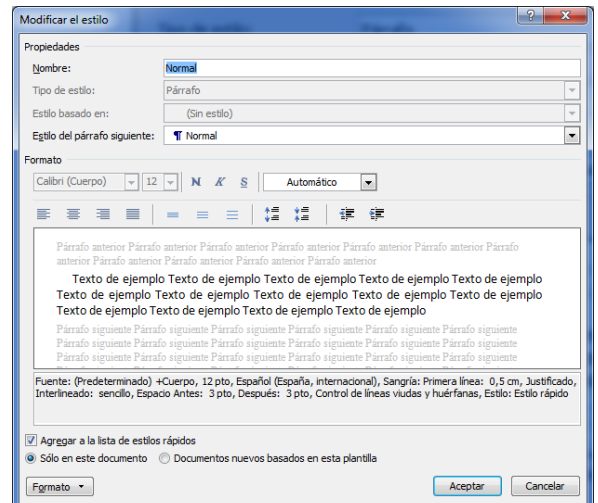 Modificar el estilo
Propiedades
Nombre: Normal
Tipo de estilo: Párrafo
Estilo basado en: (Sin estilo)
Estilo del párrafo siguiente: ¶ Normal
Formato
Calibri (Cuerpo) 12 N K S Automático
Párrafo anterior Párrafo anterior Párrafo anterior Párrafo anterior Párrafo anterior Párrafo anterior Párrafo
anterior Párrafo anterior Párrafo anterior Párrafo anterior Párrafo anterior
Texto de ejemplo Texto de ejemplo Texto de ejemplo Texto de ejemplo Texto de ejemplo
Texto de ejemplo Texto de ejemplo Texto de ejemplo Texto de ejemplo Texto de ejemplo
Texto de ejemplo Texto de ejemplo Texto de ejemplo Texto de ejemplo
Párrafo siguiente Párrafo siguiente Párrafo siguiente Párrafo siguiente Párrafo siguiente Párrafo siguiente
Párrafo siguiente Párrafo siguiente Párrafo siguiente Párrafo siguiente Párrafo siguiente Párrafo siguiente
Párrafo siguiente Párrafo siguiente Párrafo siguiente Párrafo siguiente Párrafo siguiente Párrafo siguiente
Fuente: (Predeterminado) +Cuerpo, 12 pto, Español (España, internacional), Sangría: Primera línea: 0,5 cm, Justificado,
Interlineado: sencillo, Espacio Antes: 3 pto, Después: 3 pto, Control de líneas viudas y huérfanas, Estilo: Estilo rápido
Agregar a la lista de estilos rápidos
Sólo en este documento Documentos nuevos basados en esta plantilla
Formato Aceptar Cancelar